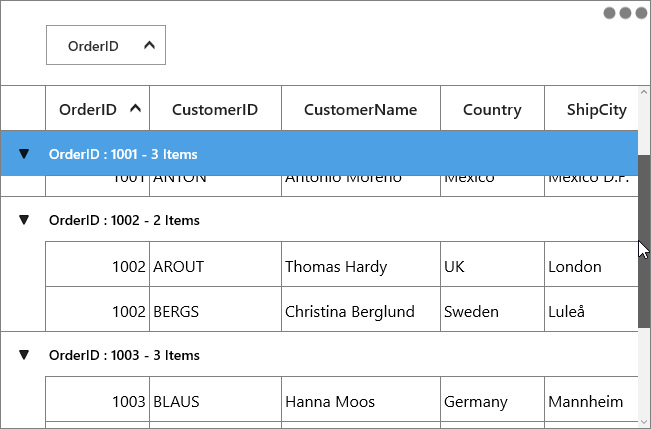 OrderID
OrderID CustomerID CustomerName Country ShipCity
OrderID : 1001 - 3 Items
1001 ANTON Antonio Moreno Mexico Mexico D.F.
OrderID : 1002 - 2 Items
1002 AROUT Thomas Hardy UK London
1002 BERGS Christina Berglund Sweden Luleå
OrderID : 1003 - 3 Items
1003 BLAUS Hanna Moos Germany Mannheim